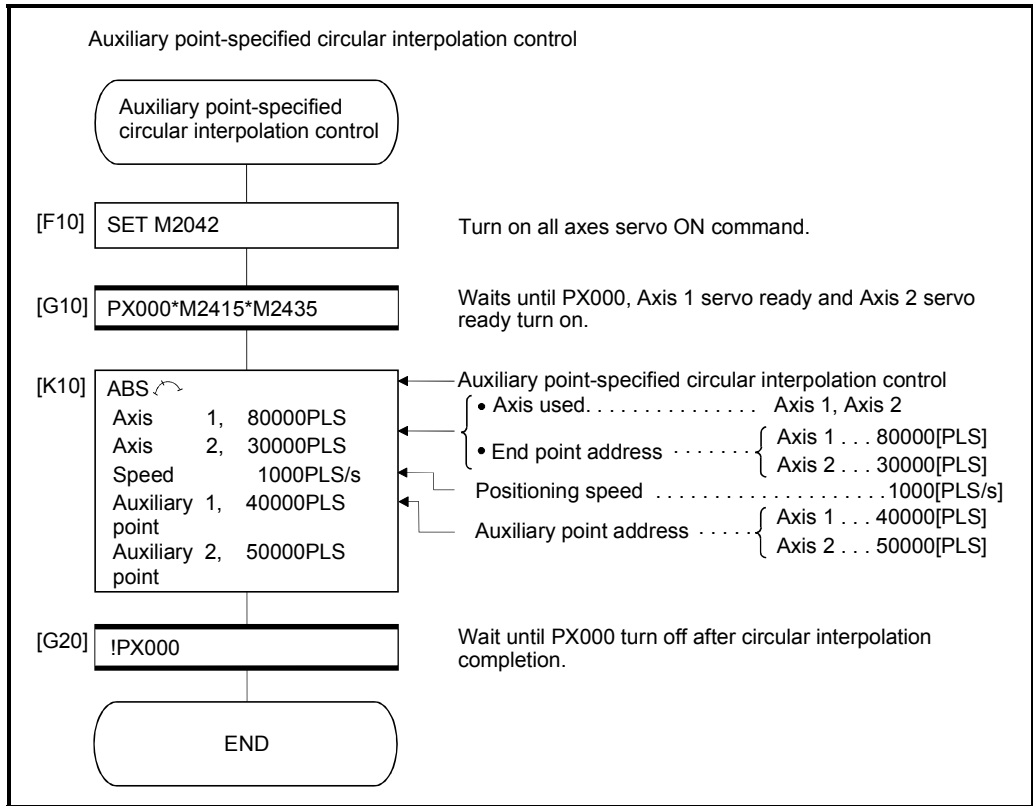 Auxiliary point-specified circular interpolation control
Auxiliary point-specified
circular interpolation control
[F10] SET M2042 Turn on all axes servo ON command.
[G10] PX000*M2415*M2435 Waits until PX000, Axis 1 servo ready and Axis 2 servo
ready turn on.
[K10] ABS Auxiliary point-specified circular interpolation control
Axis 1, 80000PLS • Axis used. . . . . . . . . . . . . . . Axis 1, Axis 2
Axis 2, 30000PLS • End point address . . . . . . . Axis 1 . . . 80000[PLS]
Axis 2 . . . 30000[PLS]
Speed 1000PLS/s Positioning speed . . . . . . . . . . . . . . . . . . . . .1000[PLS/s]
Auxiliary 1, 40000PLS Auxiliary point address . . . . . Axis 1 . . . 40000[PLS]
point Axis 2 . . . 50000[PLS]
Auxiliary 2, 50000PLS
point
[G20] !PX000 Wait until PX000 turn off after circular interpolation
completion.
END